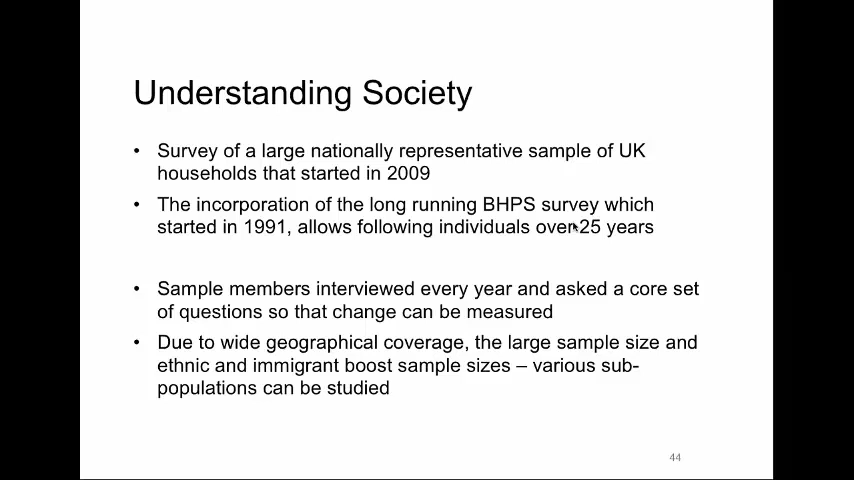 Understanding Society
• Survey of a large nationally representative sample of UK
households that started in 2009
• The incorporation of the long running BHPS survey which
started in 1991, allows following individuals over 25 years
• Sample members interviewed every year and asked a core set
of questions so that change can be measured
• Due to wide geographical coverage, the large sample size and
ethnic and immigrant boost sample sizes – various sub-
populations can be studied
44